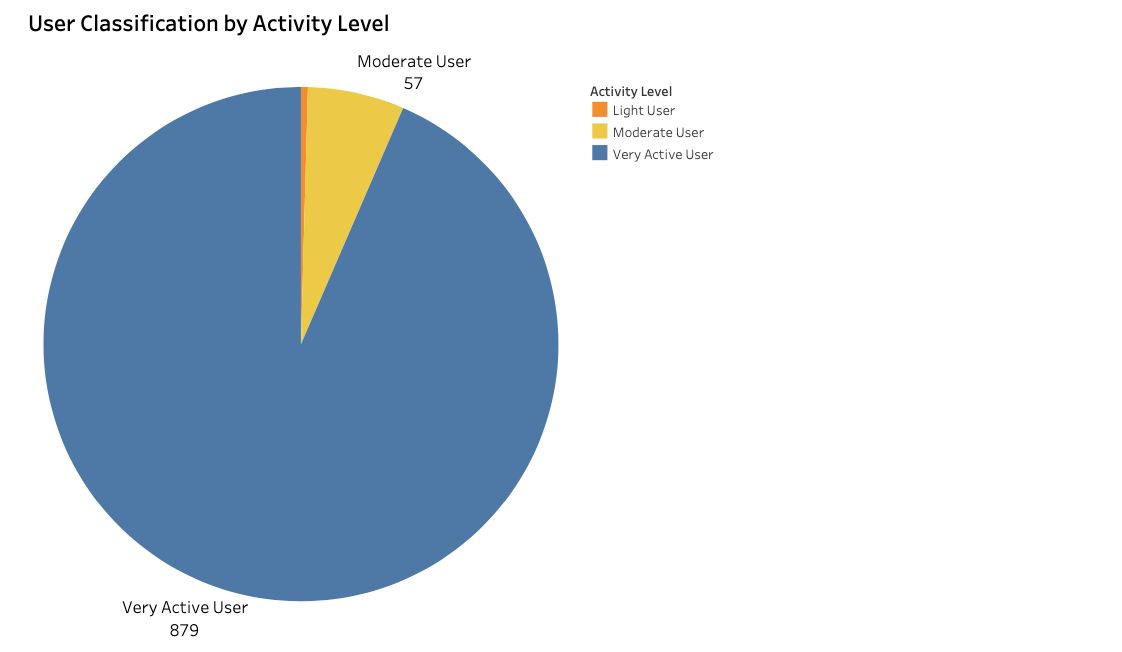 User Classification by Activity Level
Moderate User
57
Activity Level
Light User
Moderate User
Very Active User
Very Active User
879